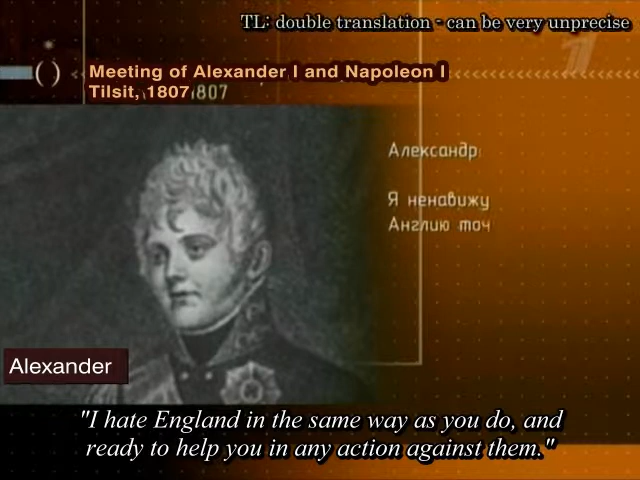 TL: double translation - can be very unprecise
Meeting of Alexander I and Napoleon I
Tilsit, 1807
807
Александр
Я ненавижу
Англию точ
Alexander
"I hate England in the same way as you do, and
ready to help you in any action against them."